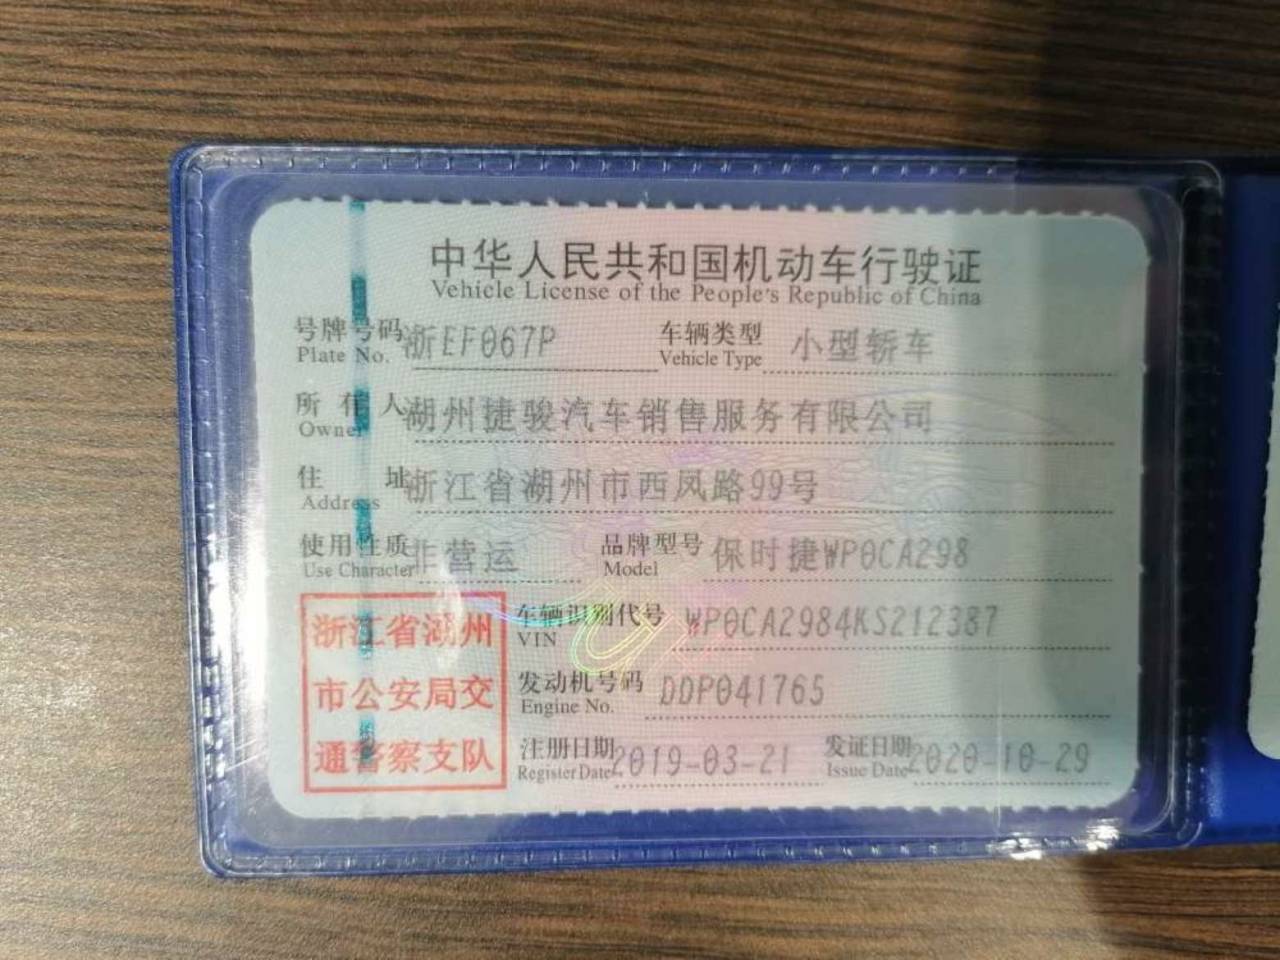 中华人民共和国机动车行驶证
Vehicle License of the People's Republic of China
号牌号码 浙EF067P 车辆类型 小型轿车
Plate No. Vehicle Type
所有人 湖州捷骏汽车销售服务有限公司
Owner
住址 浙江省湖州市西凤路99号
Address
使用性质 非营运 品牌型号 保时捷WP0CA298
Use Character Model
浙江省湖州
市公安局交
通警察支队
车辆识别代号 WP0CA2984KS212387
VIN
发动机号码 DDP041765
Engine No.
注册日期 2019-03-21 发证日期 2020-10-29
Register Date Issue Date